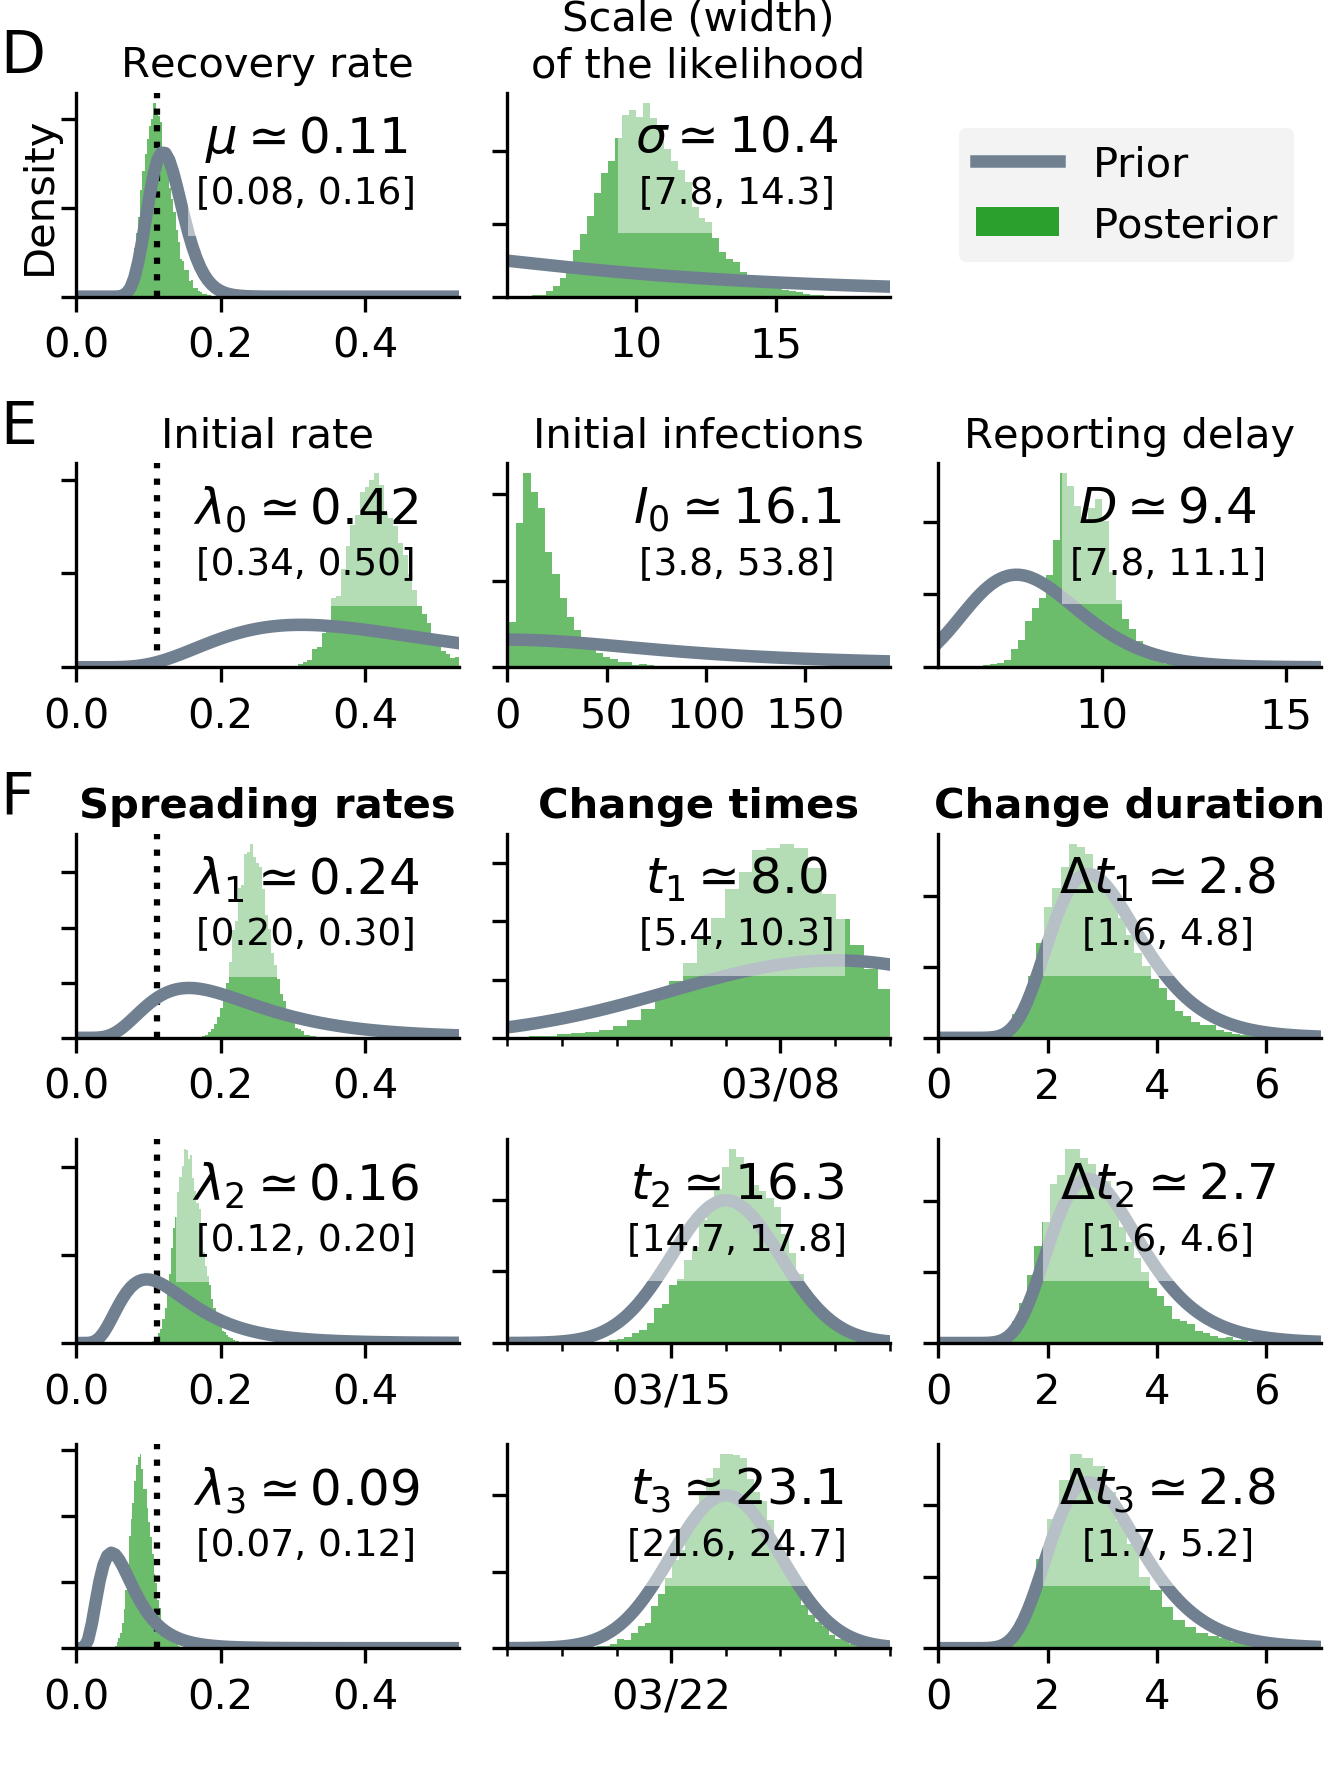 D
Recovery rate
Scale (width)
of the likelihood
Density
μ ≃ 0.11
[0.08, 0.16]
0.0 0.2 0.4
σ ≃ 10.4
[7.8, 14.3]
10 15
Prior
Posterior
E
Initial rate
λ0 ≃ 0.42
[0.34, 0.50]
0.0 0.2 0.4
Initial infections
I0 ≃ 16.1
[3.8, 53.8]
0 50 100 150
Reporting delay
D ≃ 9.4
[7.8, 11.1]
10 15
F
Spreading rates
Change times
Change duration
λ1 ≃ 0.24
[0.20, 0.30]
0.0 0.2 0.4
t1 ≃ 8.0
[5.4, 10.3]
03/08
Δt1 ≃ 2.8
[1.6, 4.8]
0 2 4 6
λ2 ≃ 0.16
[0.12, 0.20]
0.0 0.2 0.4
t2 ≃ 16.3
[14.7, 17.8]
03/15
Δt2 ≃ 2.7
[1.6, 4.6]
0 2 4 6
λ3 ≃ 0.09
[0.07, 0.12]
0.0 0.2 0.4
t3 ≃ 23.1
[21.6, 24.7]
03/22
Δt3 ≃ 2.8
[1.7, 5.2]
0 2 4 6